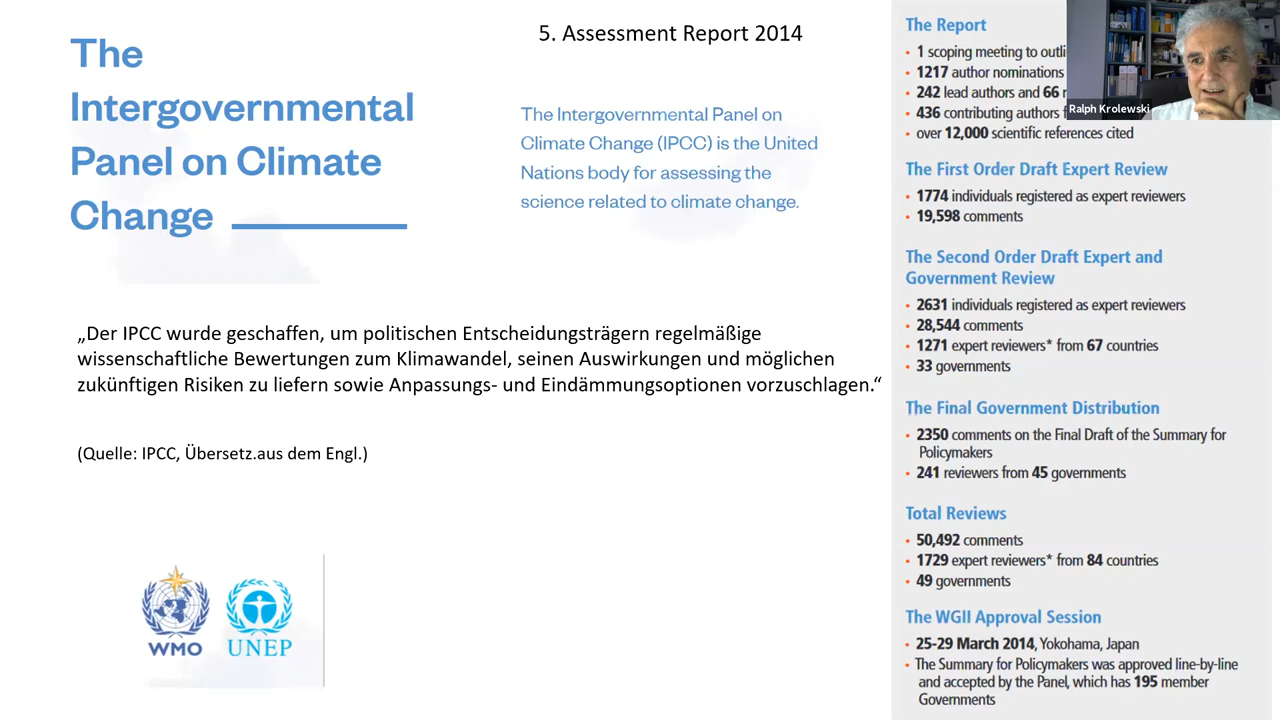 The
Intergovernmental
Panel on Climate
Change
5. Assessment Report 2014
The Intergovernmental Panel on
Climate Change (IPCC) is the United
Nations body for assessing the
science related to climate change.
„Der IPCC wurde geschaffen, um politischen Entscheidungsträgern regelmäßige
wissenschaftliche Bewertungen zum Klimawandel, seinen Auswirkungen und möglichen
zukünftigen Risiken zu liefern sowie Anpassungs- und Eindämmungsoptionen vorzuschlagen.“
(Quelle: IPCC, Übersetz.aus dem Engl.)
WMO UNEP
The Report
• 1 scoping meeting to
• 1217 author nominations
• 242 lead authors and 66
• 436 contributing authors
• over 12,000 scientific references cited
Ralph Krolewski
The First Order Draft Expert Review
• 1774 individuals registered as expert reviewers
• 19,598 comments
The Second Order Draft Expert and
Government Review
• 2631 individuals registered as expert reviewers
• 28,544 comments
• 1271 expert reviewers* from 67 countries
• 33 governments
The Final Government Distribution
• 2350 comments on the Final Draft of the Summary for
Policymakers
• 241 reviewers from 45 governments
Total Reviews
• 50,492 comments
• 1729 expert reviewers* from 84 countries
• 49 governments
The WGII Approval Session
• 25-29 March 2014, Yokohama, Japan
• The Summary for Policymakers was approved line-by-line
and accepted by the Panel, which has 195 member
Governments